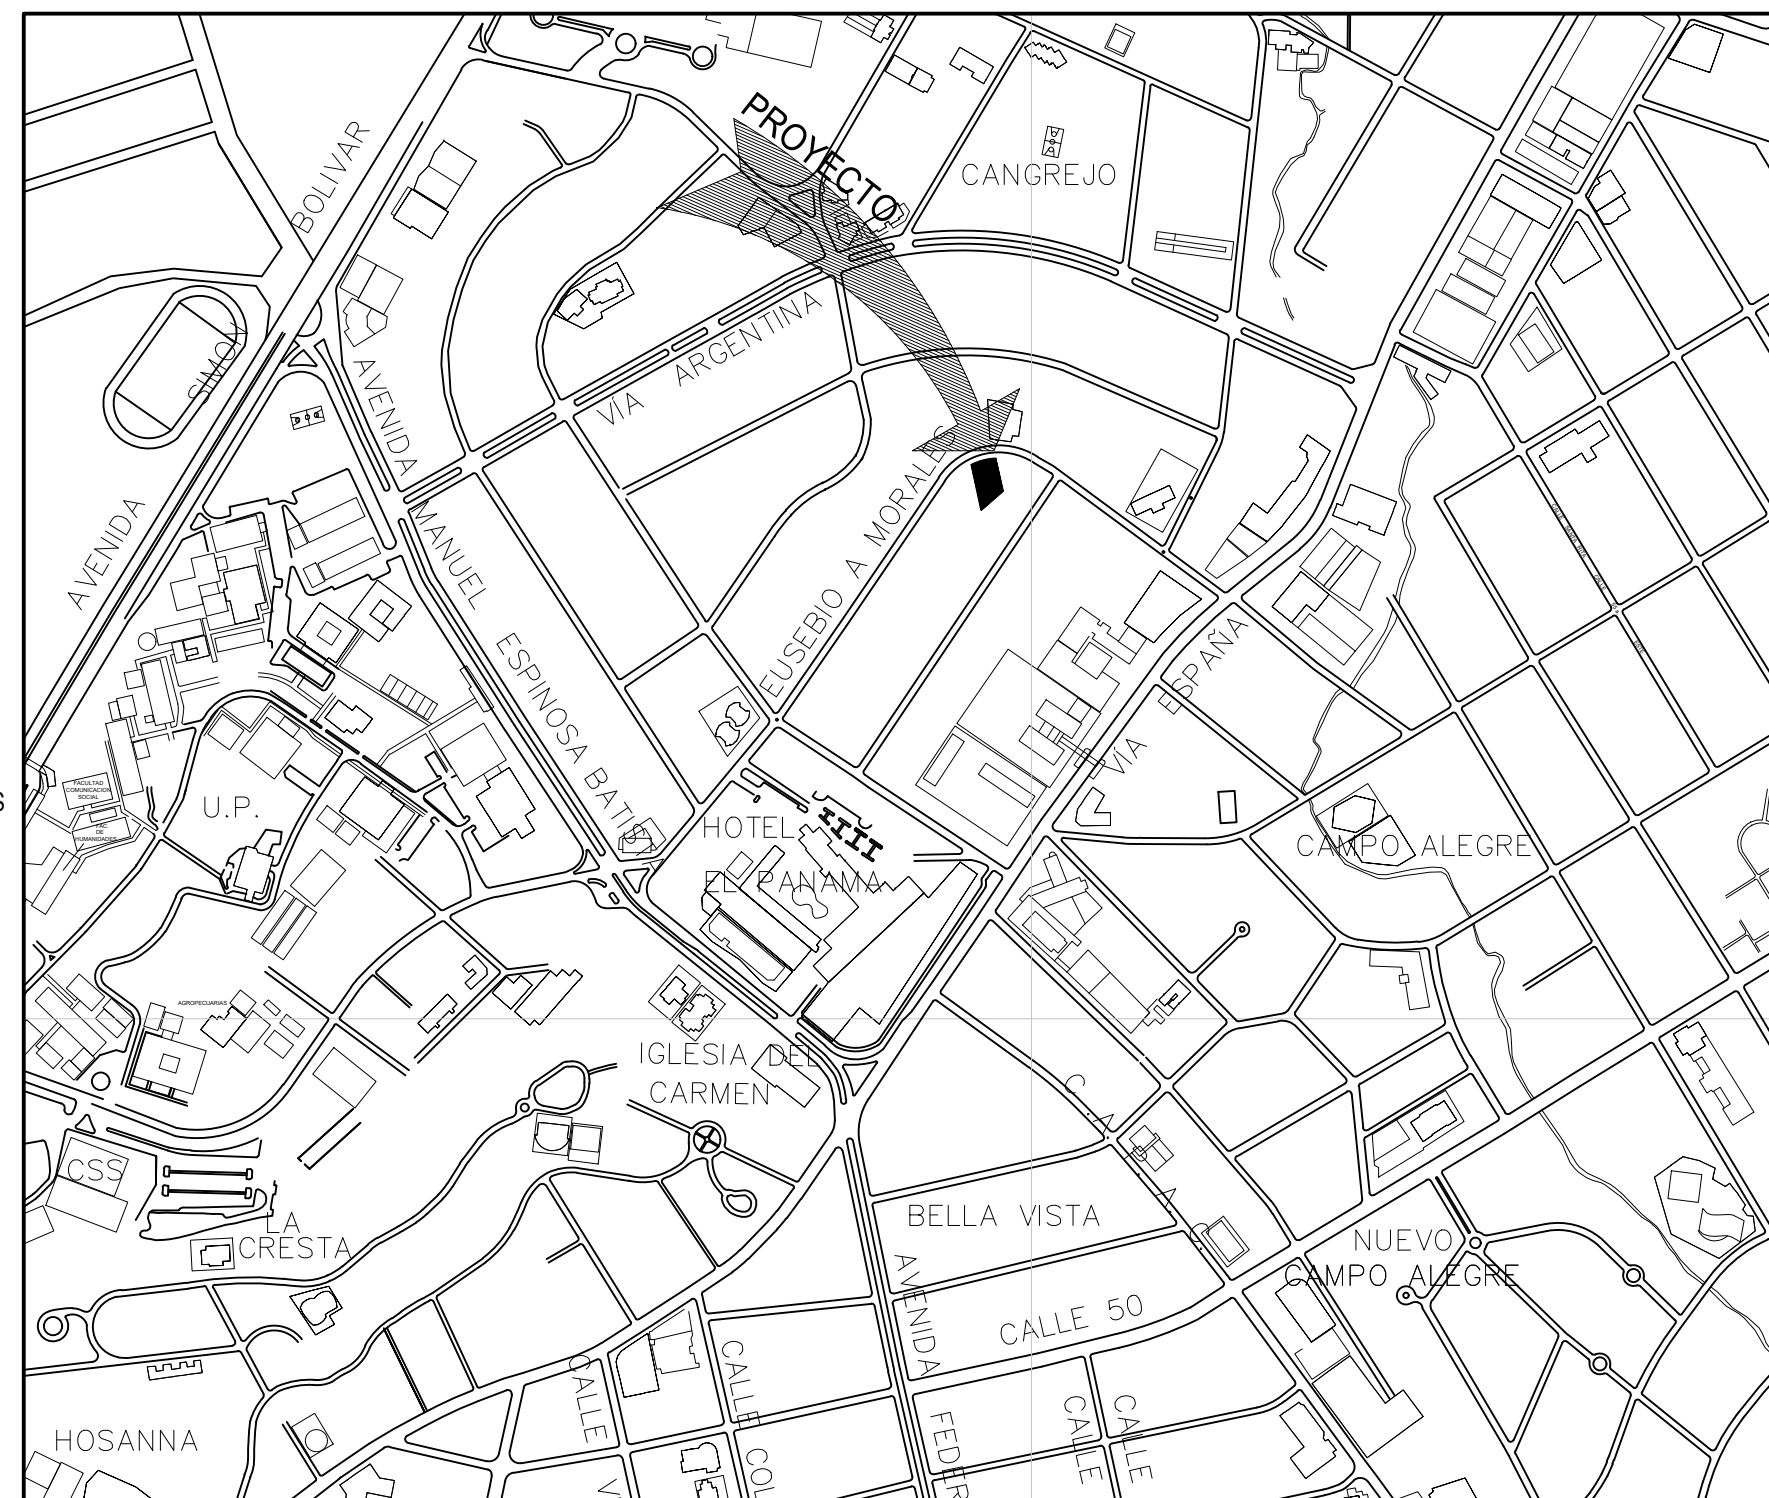 PROYECTO
CANGREJO
BOLIVAR
SIMON
AVENIDA
AVENIDA
MANUEL
ESPINOSA BATISTA
VÍA ARGENTINA
EUSEBIO A MORALES
VÍA ESPAÑA
S
FACULTAD
COMUNICACION
SOCIAL
FAC.
DE
HUMANIDADES
U.P.
HOTEL
EL PANAMA
CAMPO ALEGRE
AGROPECUARIAS
IGLESIA DEL
CARMEN
CSS
LA
CRESTA
BELLA VISTA
NUEVO
CAMPO ALEGRE
CALLE 50
AVENIDA
FEDER
CALLE
CALLE
COL
CALLE
CALLE
HOSANNA